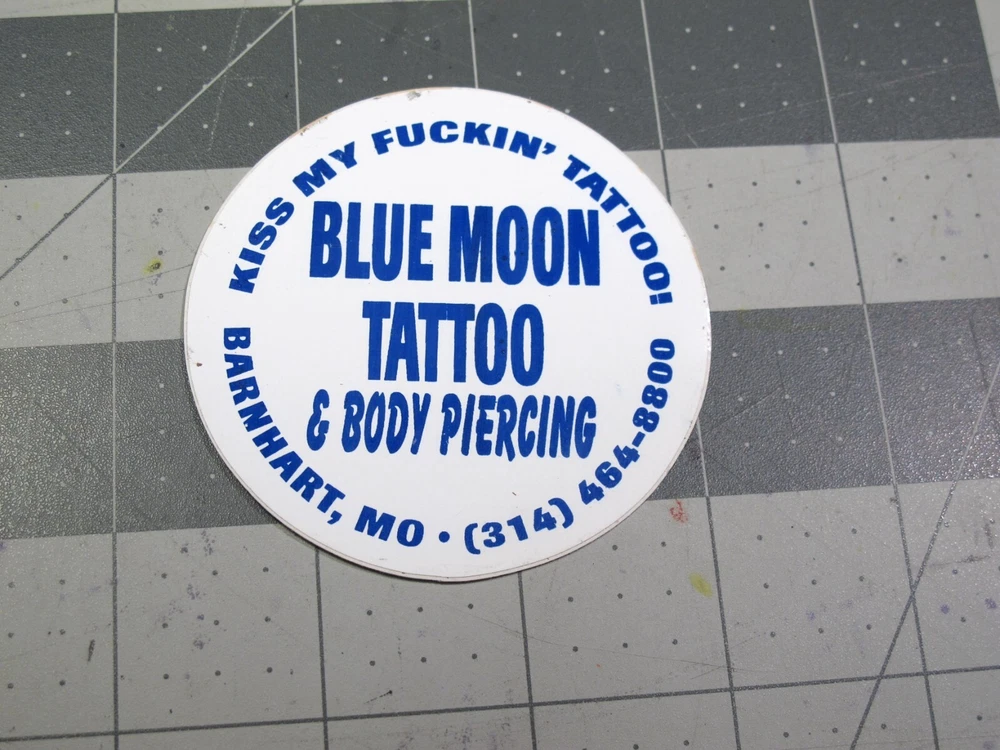 KISS MY FUCKIN' TATTOO!
BLUE MOON
TATTOO
& BODY PIERCING
BARNHART, MO • (314) 464-8800